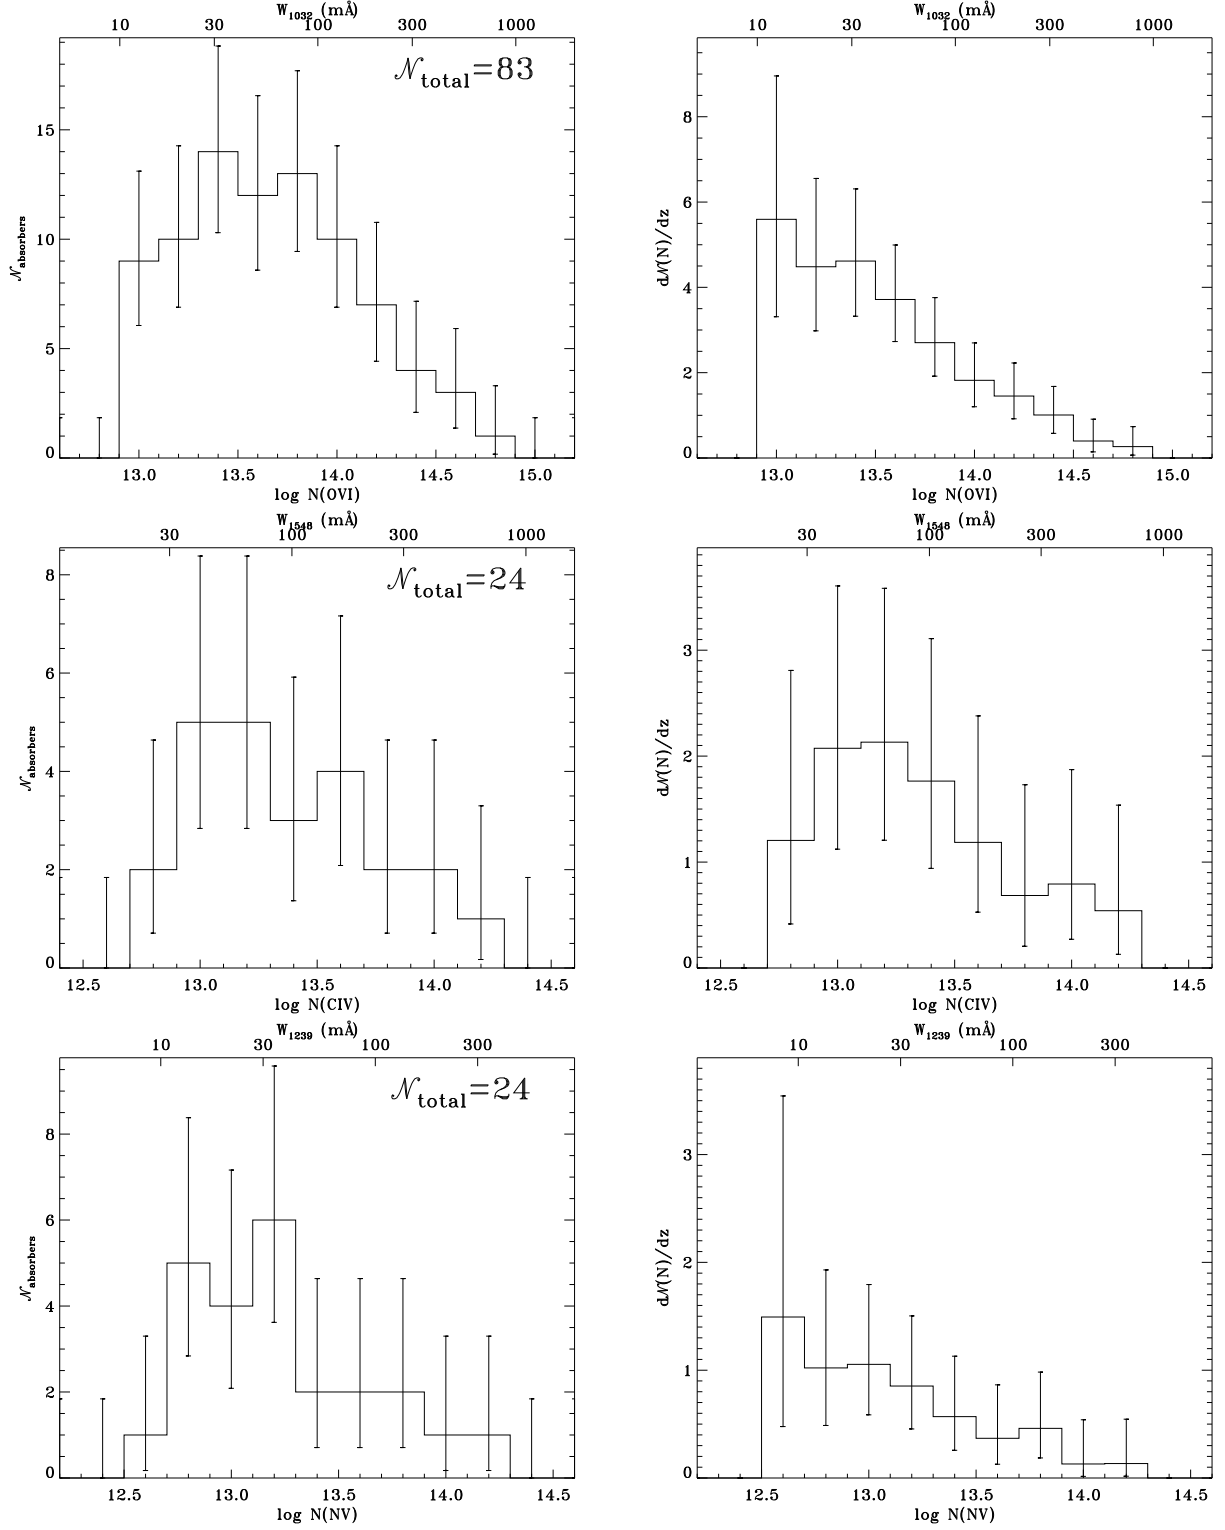 W1032 (mÅ)
10 30 100 300 1000
𝒩total=83
15
10
5
0
𝒩absorbers
13.0 13.5 14.0 14.5 15.0
log N(OVI)
W1032 (mÅ)
10 30 100 300 1000
8
6
4
2
0
d𝒩(N)/dz
13.0 13.5 14.0 14.5 15.0
log N(OVI)
W1548 (mÅ)
30 100 300 1000
𝒩total=24
8
6
4
2
0
𝒩absorbers
12.5 13.0 13.5 14.0 14.5
log N(CIV)
W1548 (mÅ)
30 100 300 1000
3
2
1
0
d𝒩(N)/dz
12.5 13.0 13.5 14.0 14.5
log N(CIV)
W1239 (mÅ)
10 30 100 300
𝒩total=24
8
6
4
2
0
𝒩absorbers
12.5 13.0 13.5 14.0 14.5
log N(NV)
W1239 (mÅ)
10 30 100 300
3
2
1
0
d𝒩(N)/dz
12.5 13.0 13.5 14.0 14.5
log N(NV)